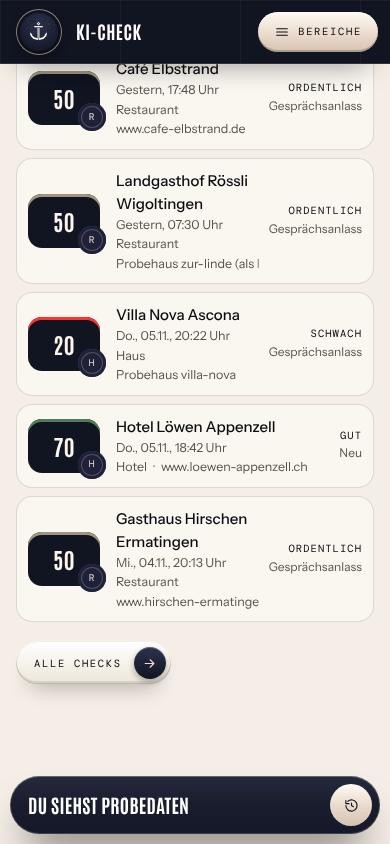 KI-CHECK
BEREICHE
Café Elbstrand
Gestern, 17:48 Uhr
Restaurant
www.cafe-elbstrand.de
50
R
ORDENTLICH
Gesprächsanlass
Landgasthof Rössli
Wigoltingen
Gestern, 07:30 Uhr
Restaurant
Probehaus zur-linde (als
50
R
ORDENTLICH
Gesprächsanlass
Villa Nova Ascona
Do., 05.11., 20:22 Uhr
Haus
Probehaus villa-nova
20
H
SCHWACH
Gesprächsanlass
Hotel Löwen Appenzell
Do., 05.11., 18:42 Uhr
Hotel · www.loewen-appenzell.ch
70
H
GUT
Neu
Gasthaus Hirschen
Ermatingen
Mi., 04.11., 20:13 Uhr
Restaurant
www.hirschen-ermatinge
50
R
ORDENTLICH
Gesprächsanlass
ALLE CHECKS
DU SIEHST PROBEDATEN